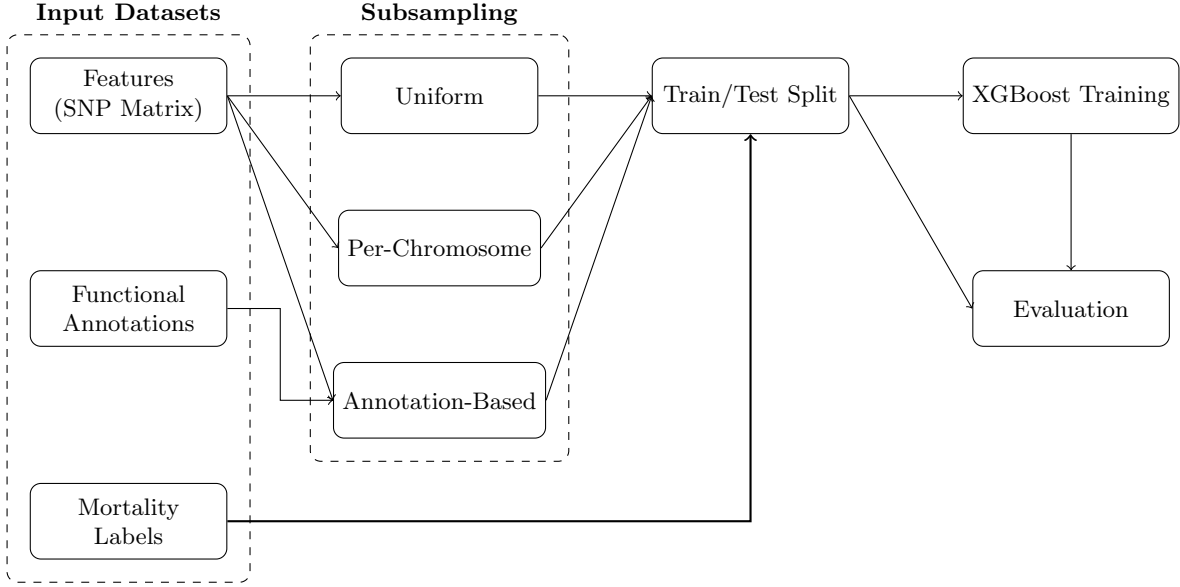 Input Datasets
Subsampling
Features
(SNP Matrix)
Uniform
Train/Test Split
XGBoost Training
Per-Chromosome
Functional
Annotations
Evaluation
Annotation-Based
Mortality
Labels